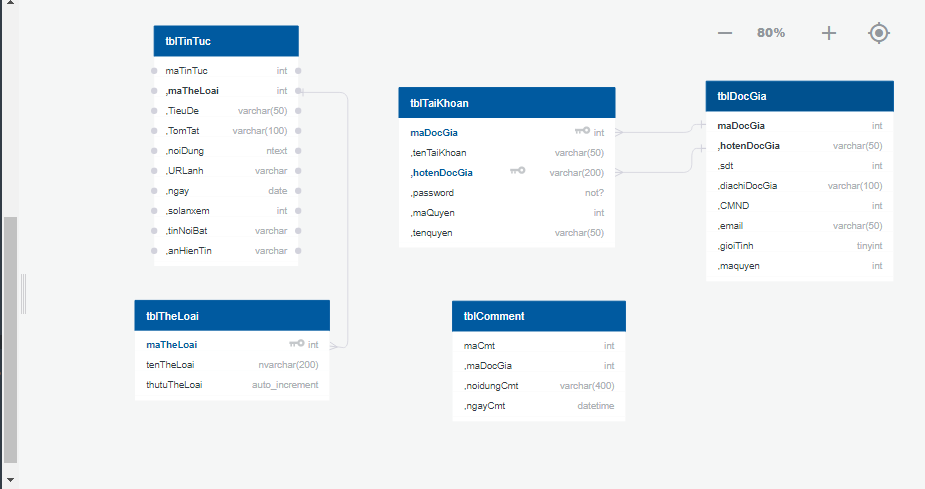 80%
tblTinTuc
maTinTuc int
,maTheLoai int
,TieuDe varchar(50)
,TomTat varchar(100)
,noiDung ntext
,URLanh varchar
,ngay date
,solanxem int
,tinNoiBat varchar
,anHienTin varchar
tblTaiKhoan
maDocGia int
,tenTaiKhoan varchar(50)
,hotenDocGia varchar(200)
,password not?
,maQuyen int
,tenquyen varchar(50)
tblDocGia
maDocGia int
,hotenDocGia varchar(50)
,sdt int
,diachiDocGia varchar(100)
,CMND int
,email varchar(50)
,gioiTinh tinyint
,maquyen int
tblTheLoai
maTheLoai int
tenTheLoai nvarchar(200)
thutuTheLoai auto_increment
tblComment
maCmt int
,maDocGia int
,noidungCmt varchar(400)
,ngayCmt datetime